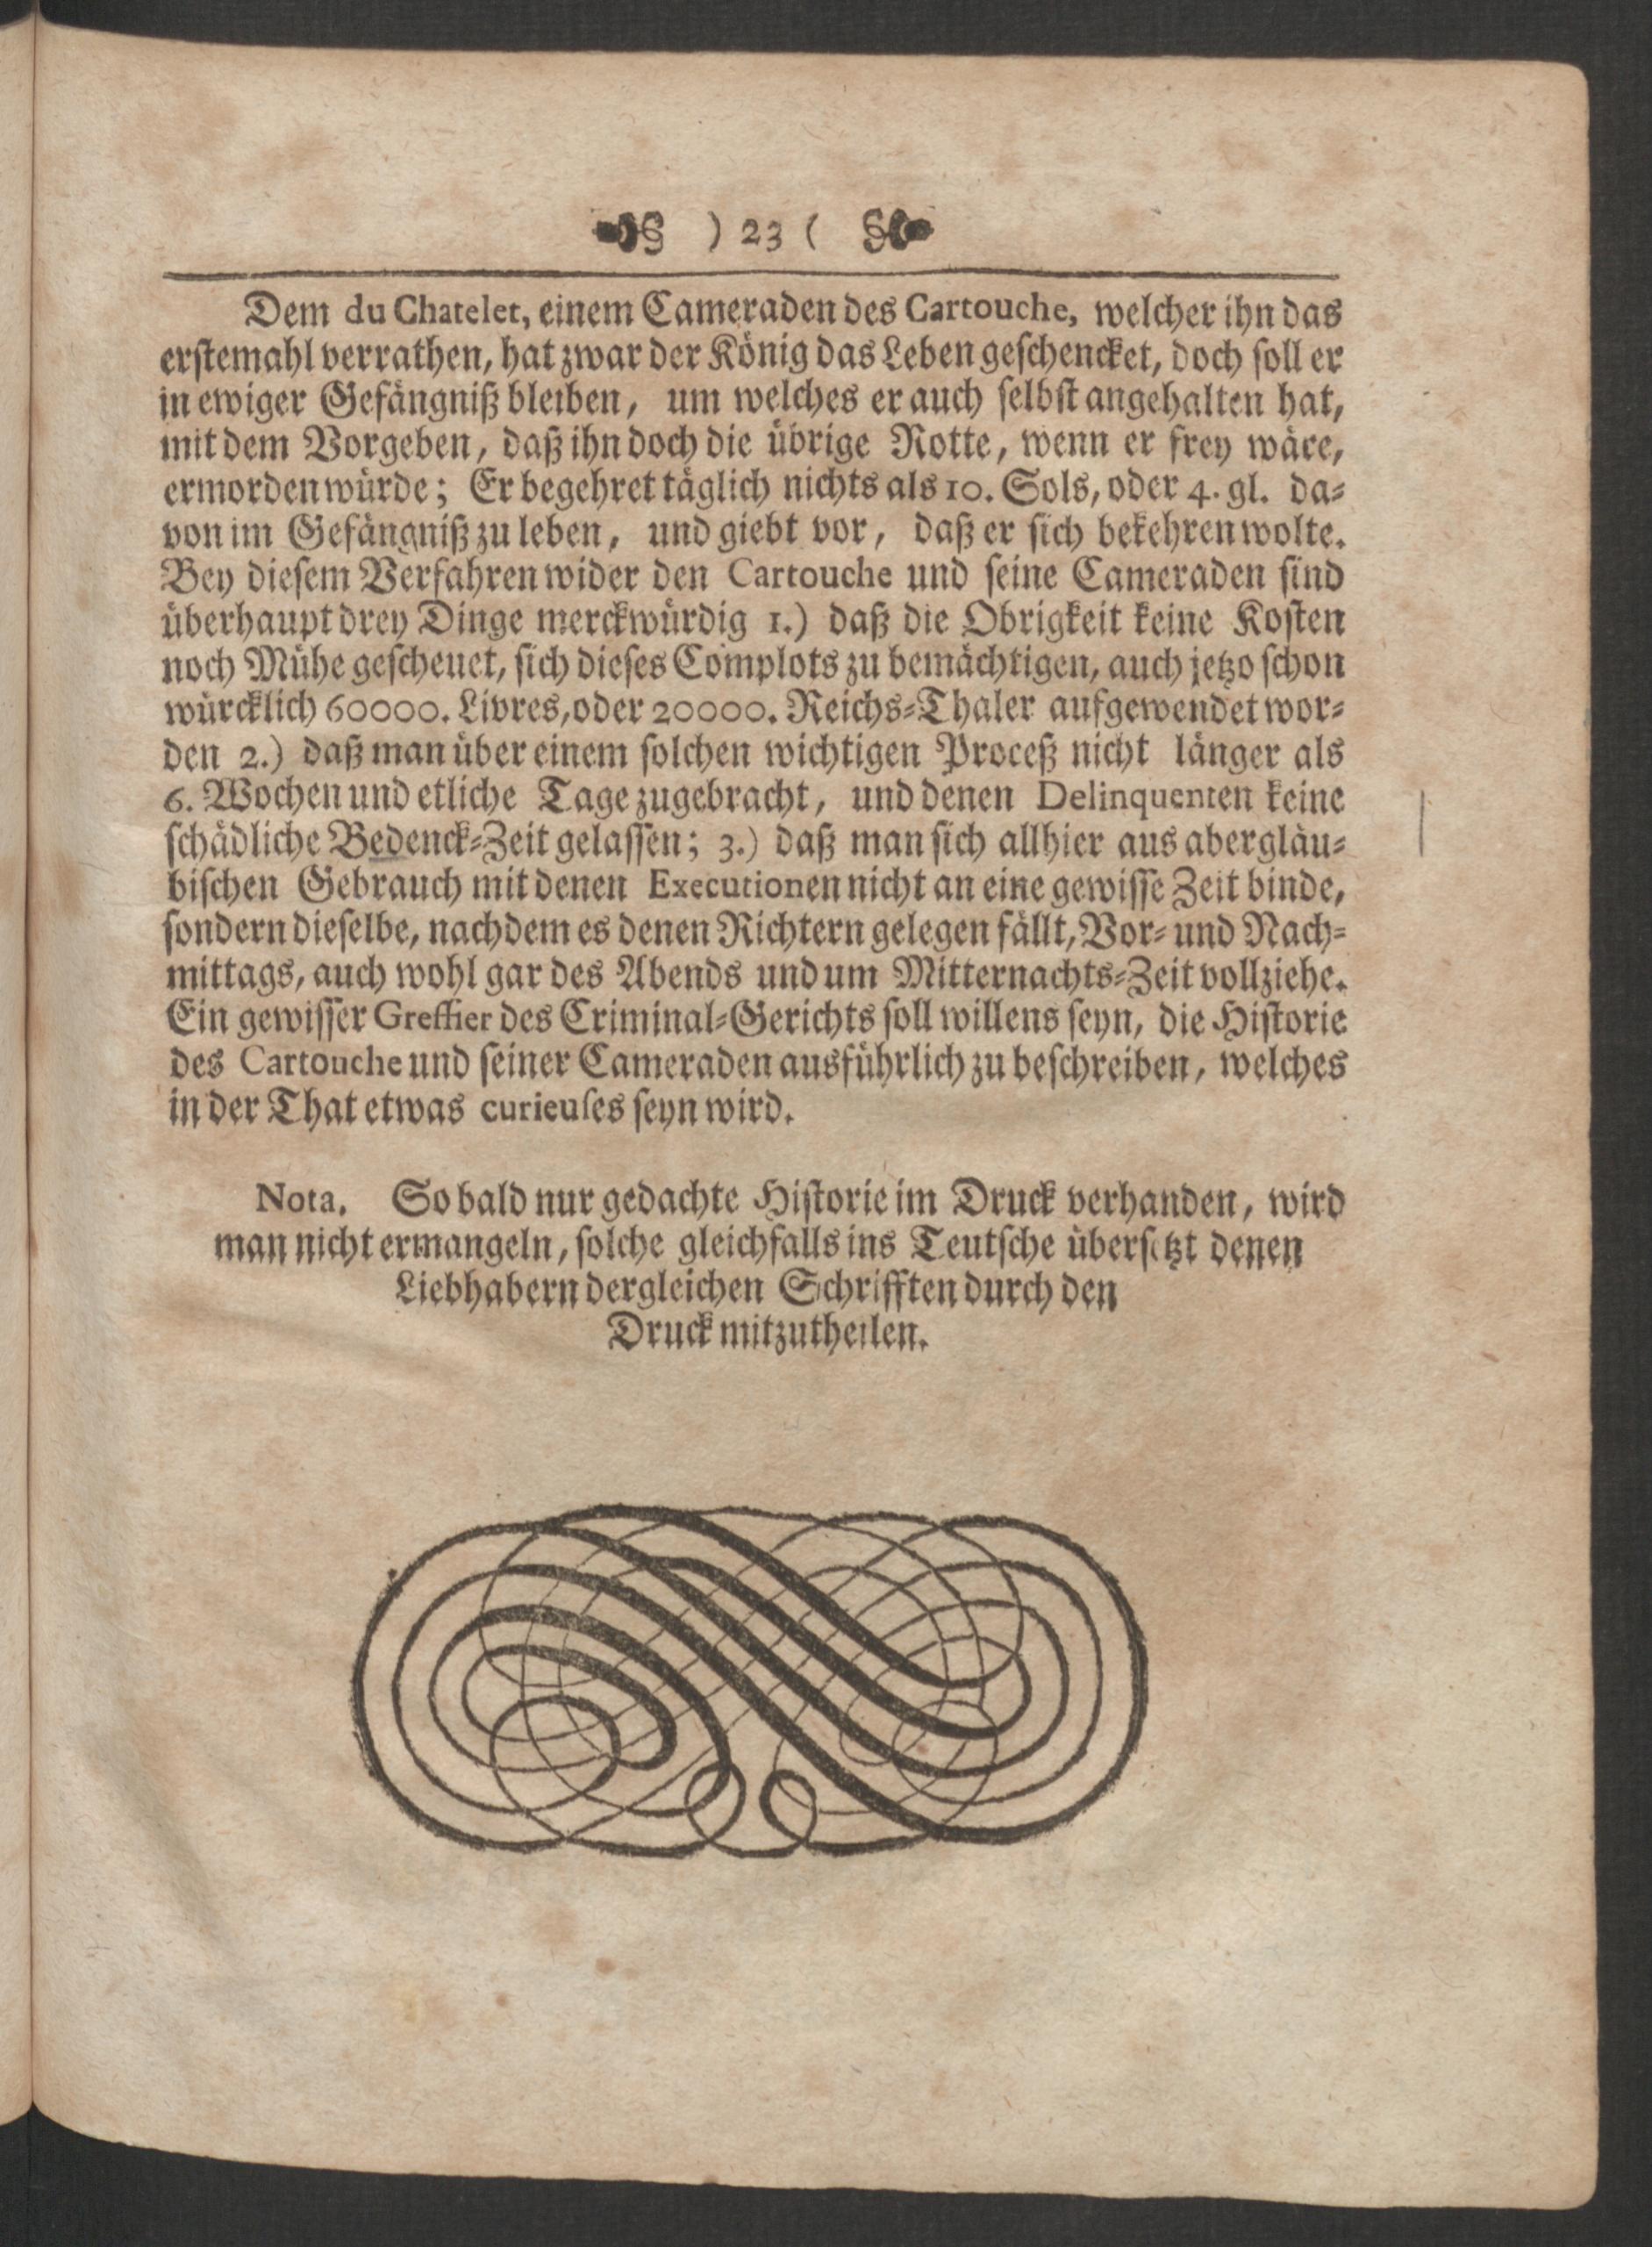 ) 23 (
Dem du Chatelet, einem Cameraden des Cartouche, welcher ihn das
erstemahl verrathen, hat zwar der König das Leben geschencket, doch soll er
in ewiger Gefängniß bleiben, um welches er auch selbst angehalten hat,
mit dem Vorgeben, daß ihn doch die übrige Rotte, wenn er frey wäre,
ermorden würde; Er begehret täglich nichts als 10. Sols, oder 4. gl. da-
von im Gefängniß zu leben, und giebt vor, daß er sich bekehren wolte.
Bey diesem Verfahren wider den Cartouche und seine Cameraden sind
überhaupt drey Dinge merckwürdig 1.) daß die Obrigkeit keine Kosten
noch Mühe gescheuet, sich dieses Complots zu bemächtigen, auch jetzo schon
würcklich 60000. Livres, oder 20000. Reichs-Thaler aufgewendet wor-
den 2.) daß man über einem solchen wichtigen Proceß nicht länger als
6. Wochen und etliche Tage zugebracht, und denen Delinquenten keine
schädliche Bedenck-Zeit gelassen; 3.) daß man sich allhier aus abergläu-
bischen Gebrauch mit denen Executionen nicht an eine gewisse Zeit binde,
sondern dieselbe, nachdem es denen Richtern gelegen fällt, Vor- und Nach-
mittags, auch wohl gar des Abends und um Mitternachts-Zeit vollziehe.
Ein gewisser Greffier des Criminal-Gerichts soll willens seyn, die Historie
des Cartouche und seiner Cameraden ausführlich zu beschreiben, welches
in der That etwas curieuses seyn wird.
Nota. So bald nur gedachte Historie im Druck verhanden, wird
man nicht ermangeln, solche gleichfalls ins Teutsche übersetzt denen
Liebhabern dergleichen Schrifften durch den
Druck mitzutheilen.